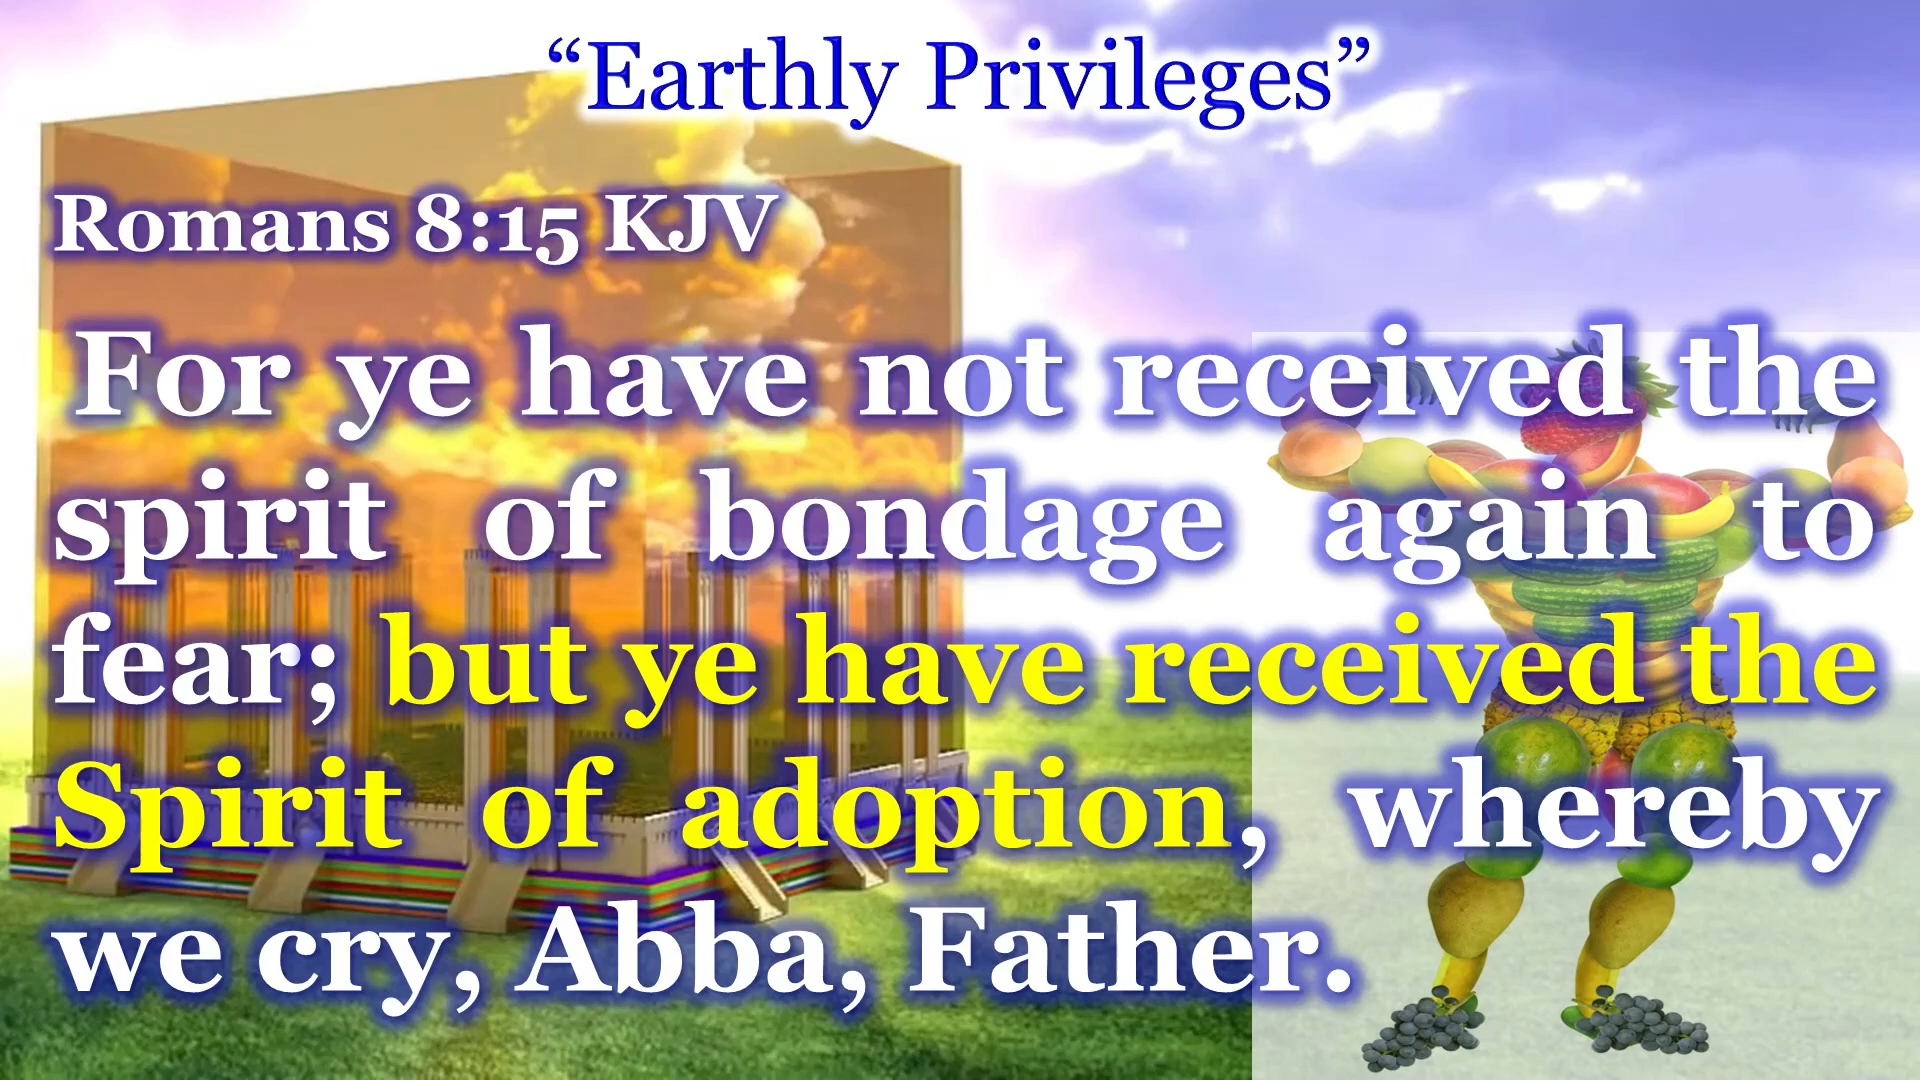 “Earthly Privileges”
Romans 8:15 KJV
For ye have not received the
spirit of bondage again to
fear; but ye have received the
Spirit of adoption, whereby
we cry, Abba, Father.